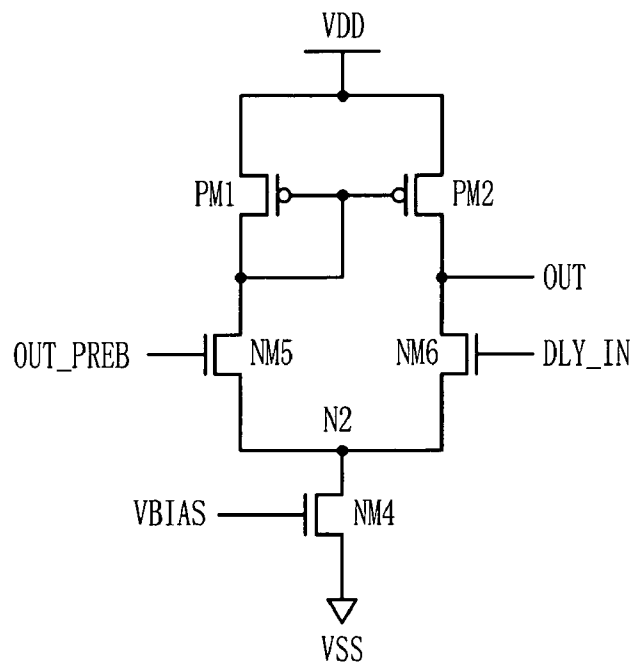 VDD
PM1
PM2
OUT
OUT_PREB
NM5
NM6
DLY_IN
N2
VBIAS
NM4
VSS